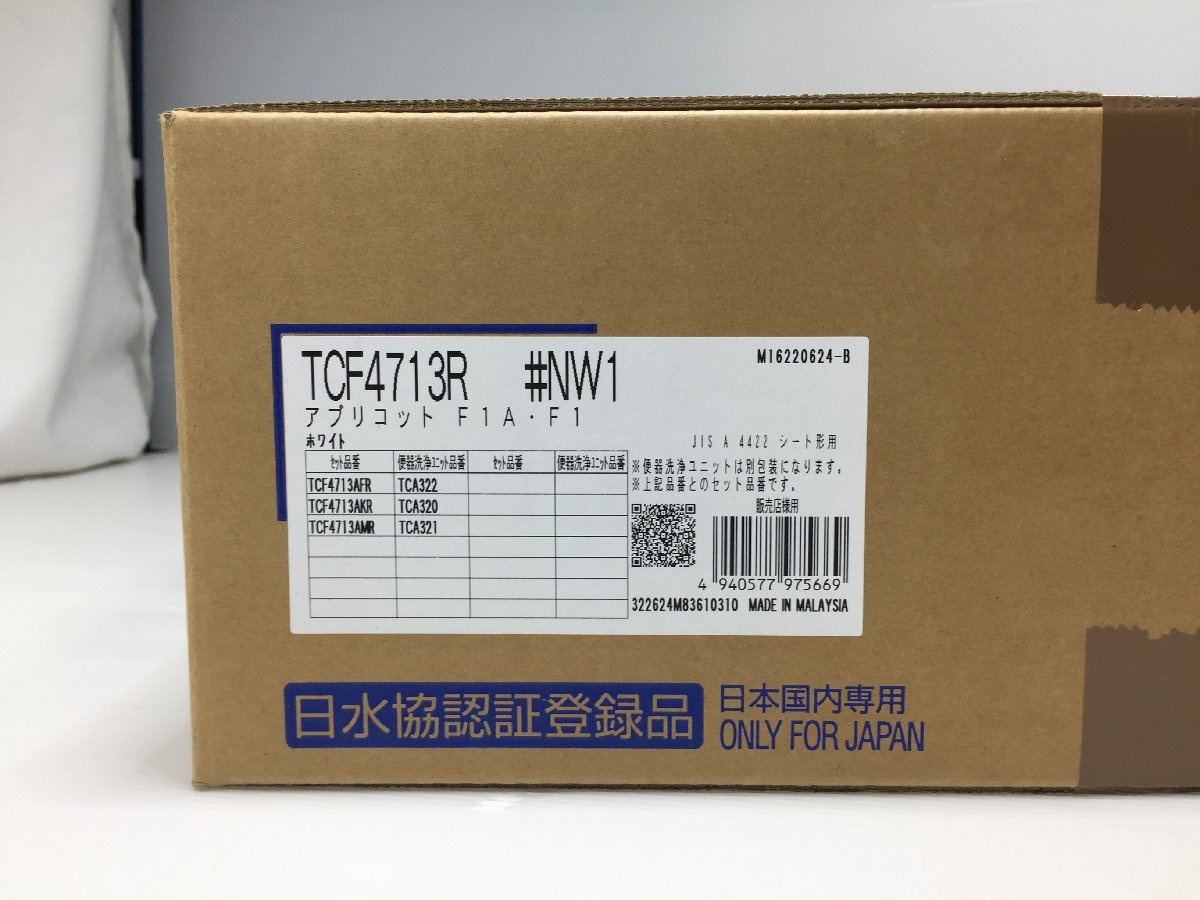 TCF4713R #NW1
M16220624-B
アプリコット F1A・F1
ホワイト
JIS A 4422 シート形用
セット品番 便器洗浄ユニット品番 セット品番 便器洗浄ユニット品番
TCF4713AFR TCA322
TCF4713AKR TCA320
TCF4713AMR TCA321
※便器洗浄ユニットは別包装になります。
※上記品番とのセット品番です。
販売店様用
4 940577 975669
322624M83610310 MADE IN MALAYSIA
日水協認証登録品
日本国内専用
ONLY FOR JAPAN